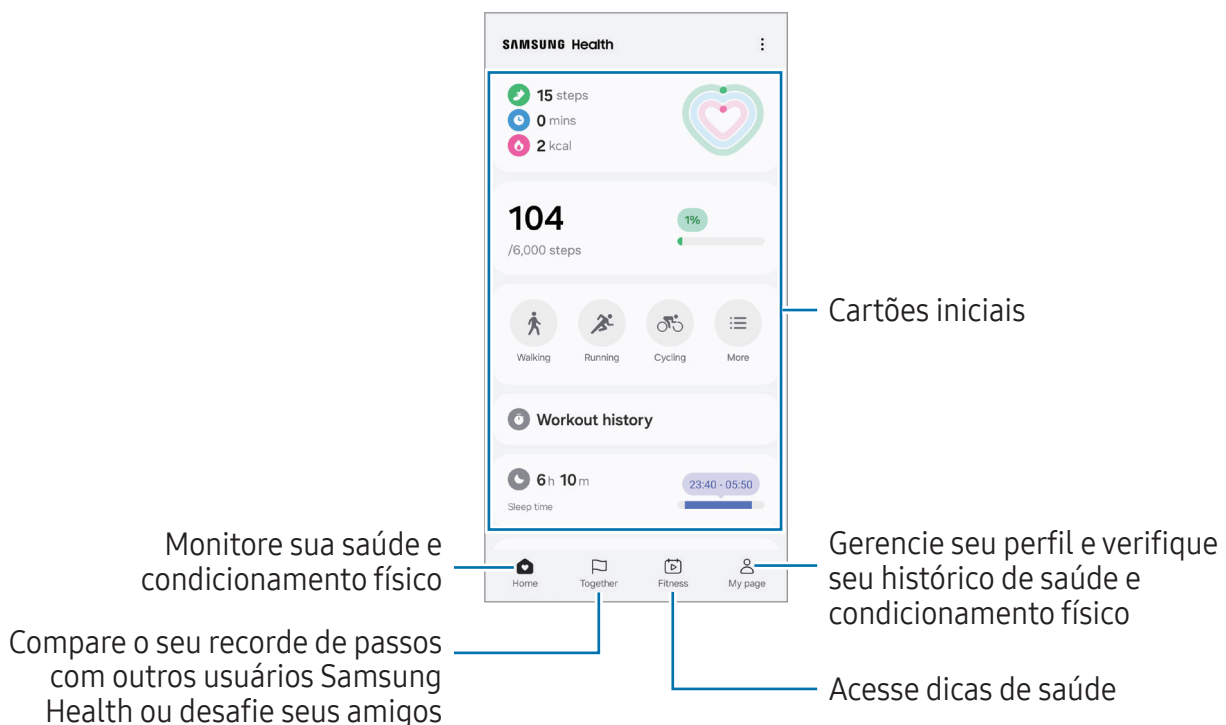 SAMSUNG Health
15 steps
0 mins
2 kcal
104
/6,000 steps
1%
Walking
Running
Cycling
More
Workout history
6 h 10 m
Sleep time
23:40 - 05:50
Home
Together
Fitness
My page
Cartões iniciais
Monitore sua saúde e
condicionamento físico
Compare o seu recorde de passos
com outros usuários Samsung
Health ou desafie seus amigos
Gerencie seu perfil e verifique
seu histórico de saúde e
condicionamento físico
Acesse dicas de saúde